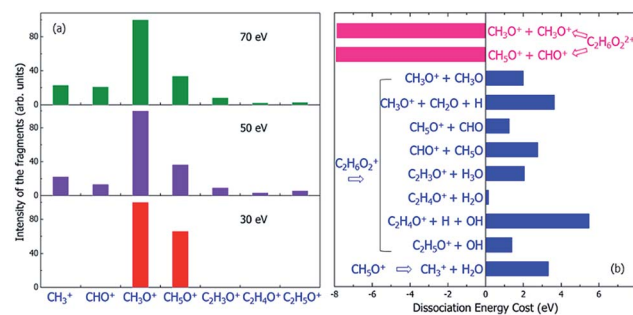 (a)
70 eV
80
40
0
50 eV
80
40
0
30 eV
80
40
0
Intensity of the fragments (arb. units)
CH₃⁺ CHO⁺ CH₃O⁺ CH₅O⁺ C₂H₃O⁺ C₂H₄O⁺ C₂H₅O⁺
CH₃O⁺ + CH₃O⁺
CH₅O⁺ + CHO⁺
C₂H₆O₂²⁺
CH₃O⁺ + CH₃O
CH₃O⁺ + CH₂O + H
CH₅O⁺ + CHO
CHO⁺ + CH₅O
C₂H₆O₂⁺
C₂H₃O⁺ + H₃O
C₂H₄O⁺ + H₂O
C₂H₄O⁺ + H + OH
C₂H₅O⁺ + OH
CH₅O⁺ ⇨ CH₃⁺ + H₂O
(b)
-8 -6 -4 -2 0 2 4 6
Dissociation Energy Cost (eV)